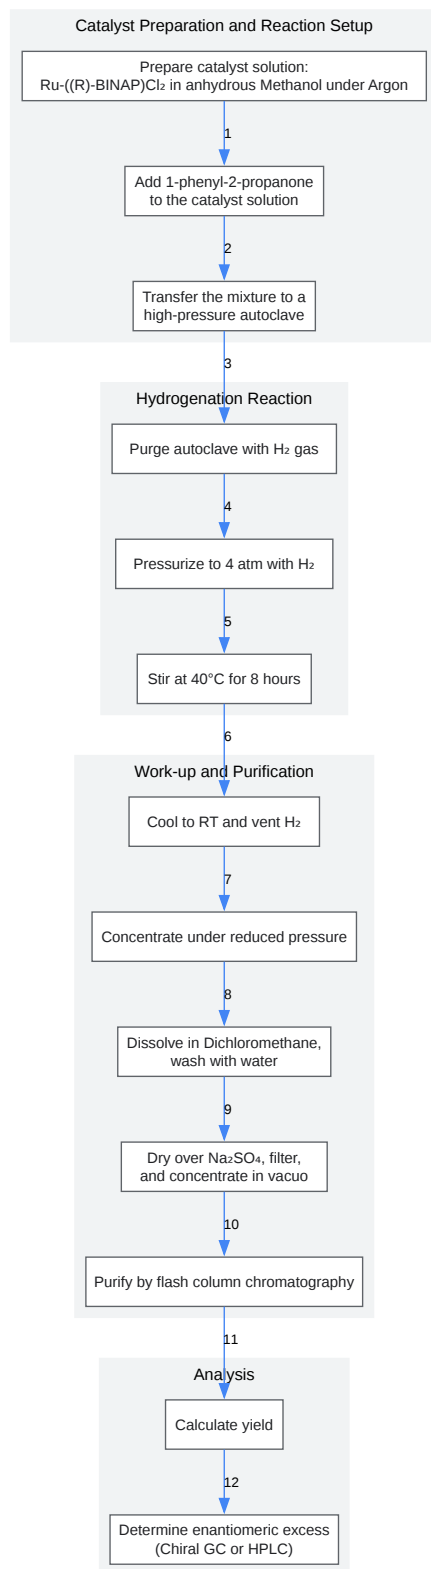 Catalyst Preparation and Reaction Setup
Prepare catalyst solution:
Ru-((R)-BINAP)Cl₂ in anhydrous Methanol under Argon
1
Add 1-phenyl-2-propanone
to the catalyst solution
2
Transfer the mixture to a
high-pressure autoclave
3
Hydrogenation Reaction
Purge autoclave with H₂ gas
4
Pressurize to 4 atm with H₂
5
Stir at 40°C for 8 hours
6
Work-up and Purification
Cool to RT and vent H₂
7
Concentrate under reduced pressure
8
Dissolve in Dichloromethane,
wash with water
9
Dry over Na₂SO₄, filter,
and concentrate in vacuo
10
Purify by flash column chromatography
11
Analysis
Calculate yield
12
Determine enantiomeric excess
(Chiral GC or HPLC)